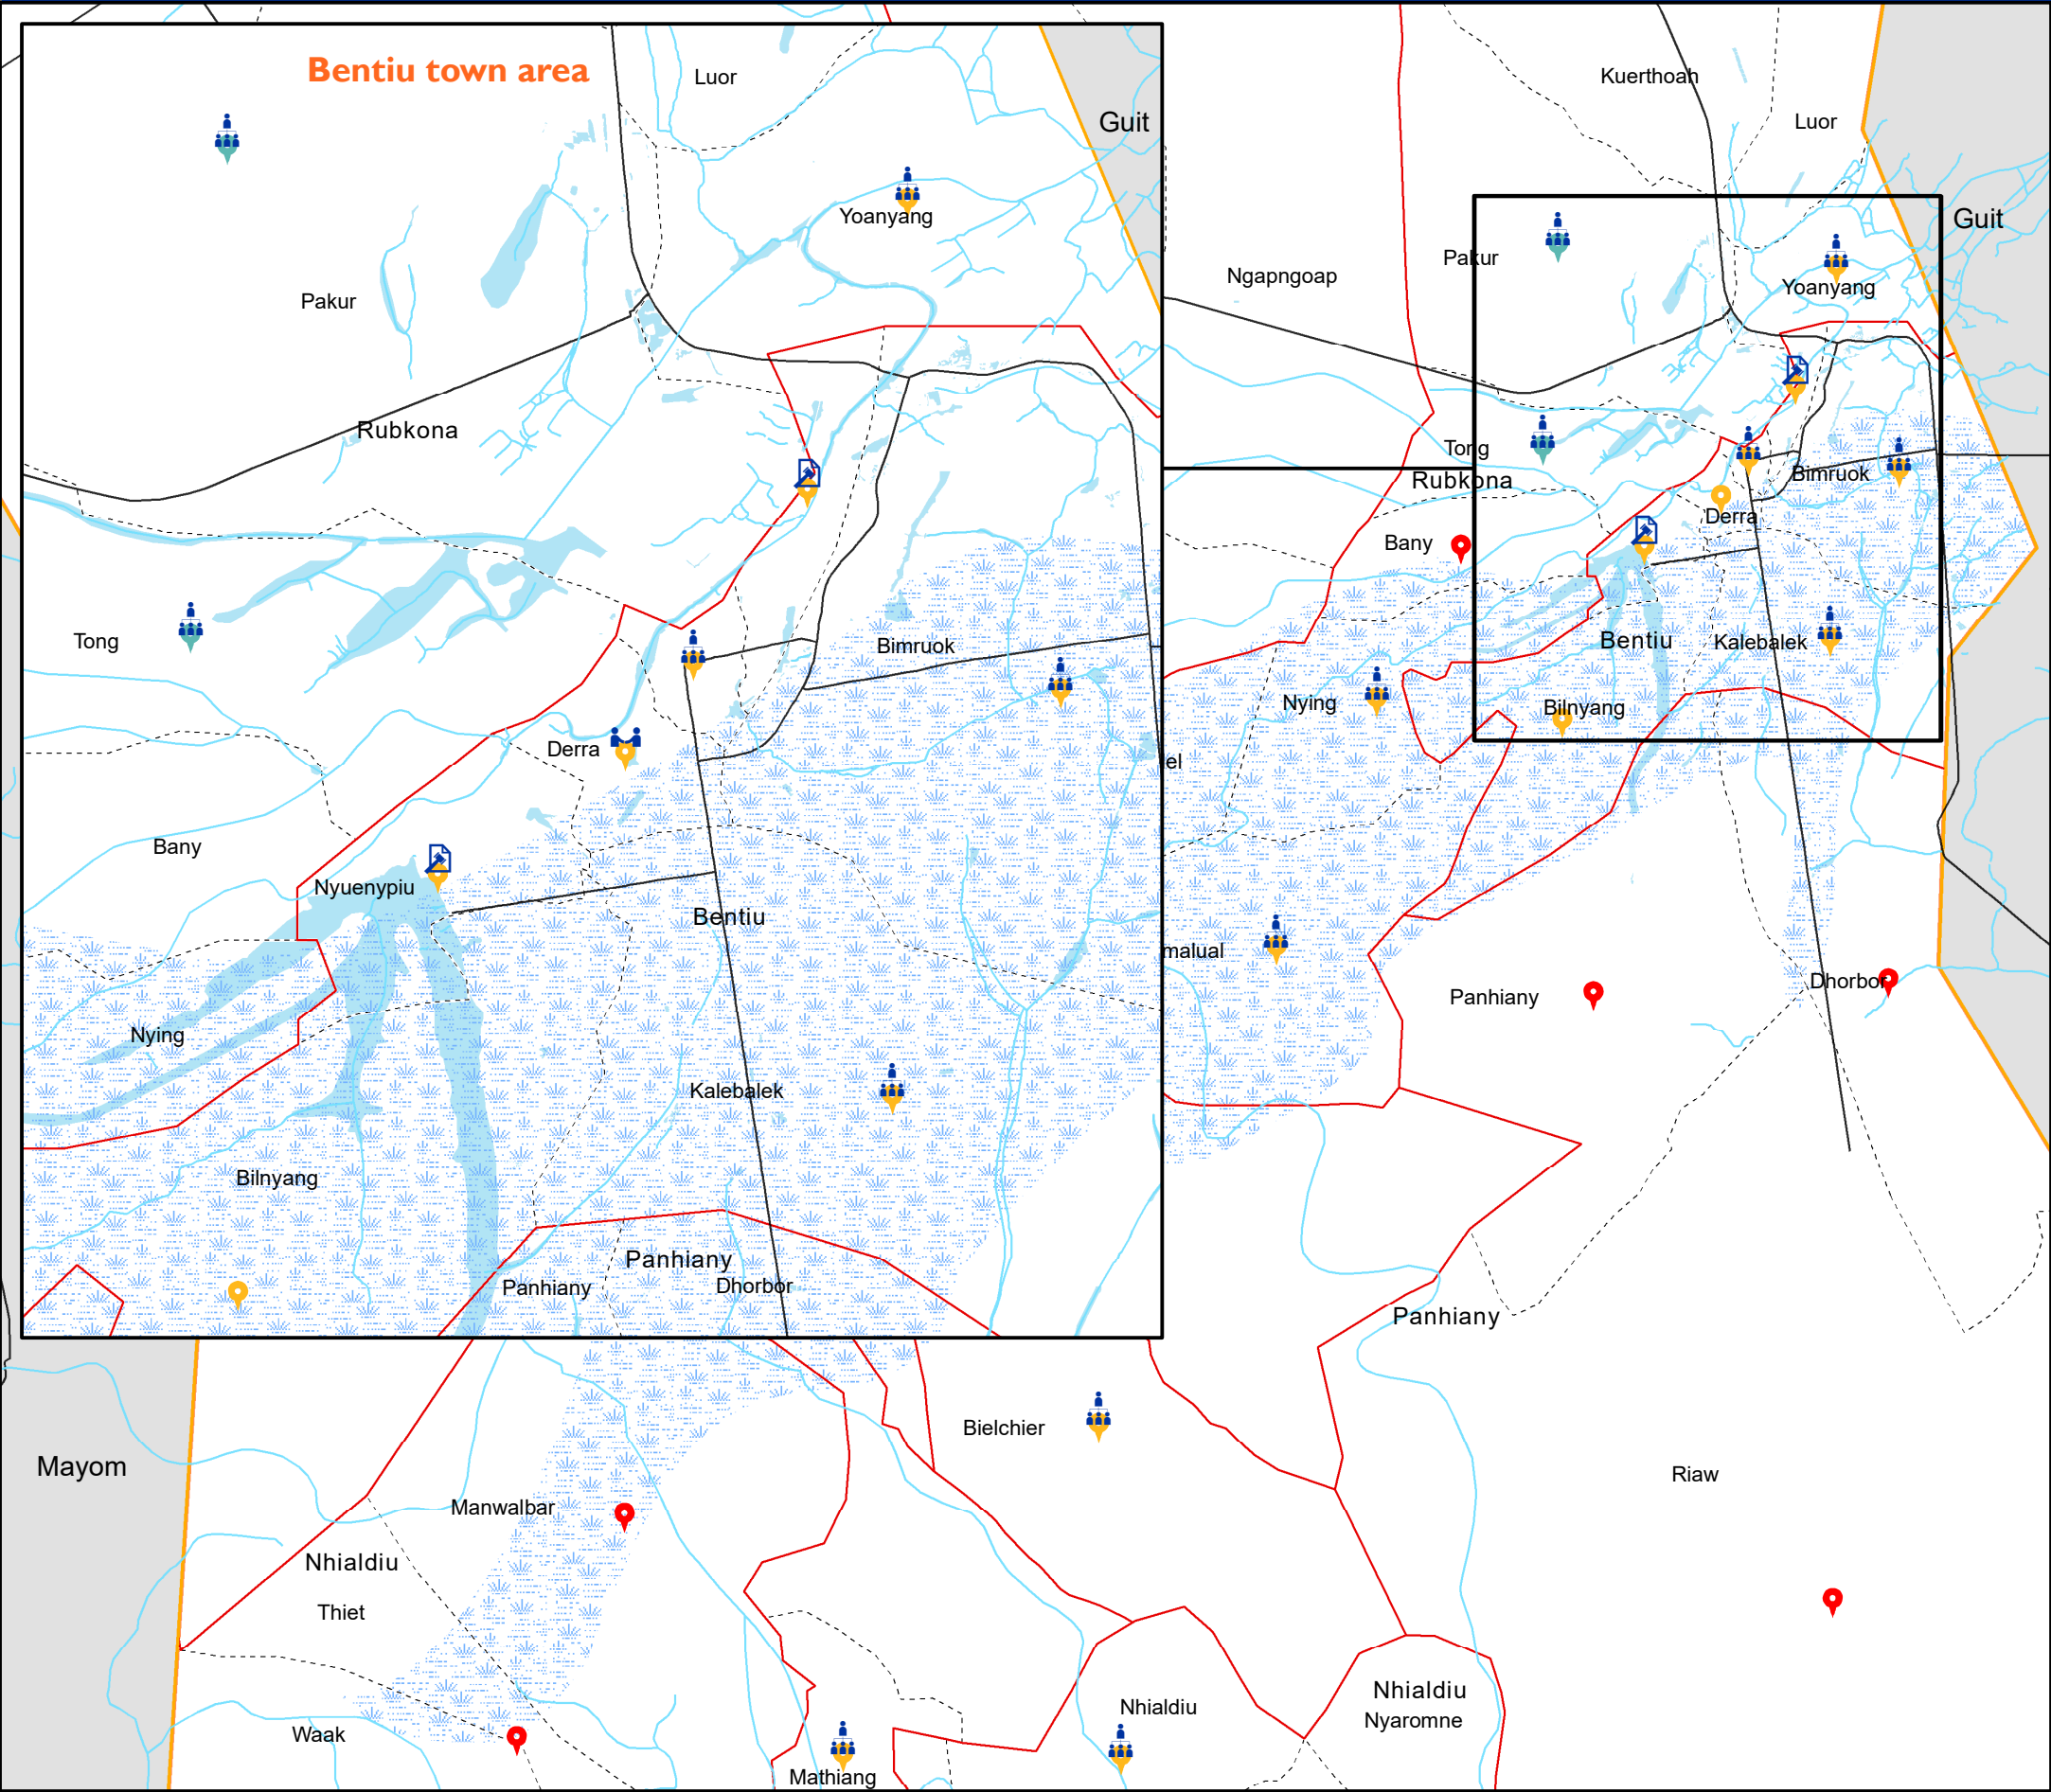 Bentiu town area
Luor
Guit
Yoanyang
Pakur
Rubkona
Tong
Bimruok
Derra
Bany
Nyuenypiu
Bentiu
Nying
Kalebalek
Bilnyang
Panhiany
Panhiany
Dhorbor
Kuerthoah
Luor
Guit
Pakur
Ngapngoap
Yoanyang
Tong
Rubkona
Bimruok
Derra
Bany
Bentiu
Kalebalek
Nying
Bilnyang
el
malual
Dhorbor
Panhiany
Panhiany
Bielchier
Mayom
Riaw
Manwalbar
Nhialdiu
Thiet
Nhialdiu
Nhialdiu
Nyaromne
Waak
Mathiang